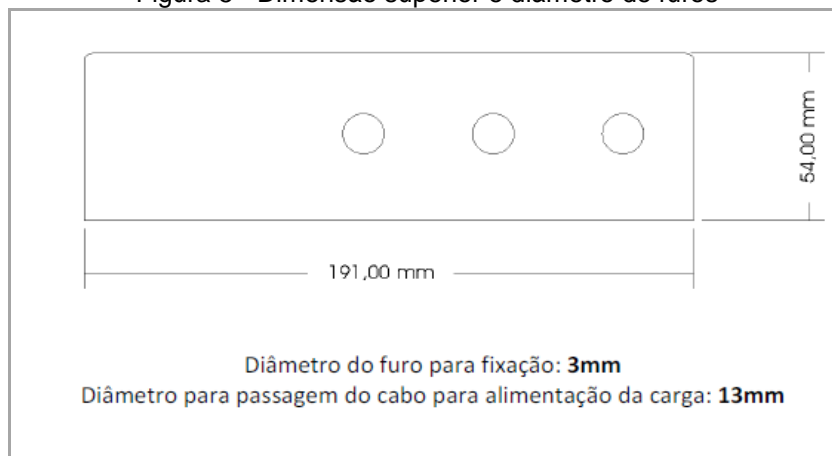 54,00 mm
191,00 mm
Diâmetro do furo para fixação: 3mm
Diâmetro para passagem do cabo para alimentação da carga: 13mm